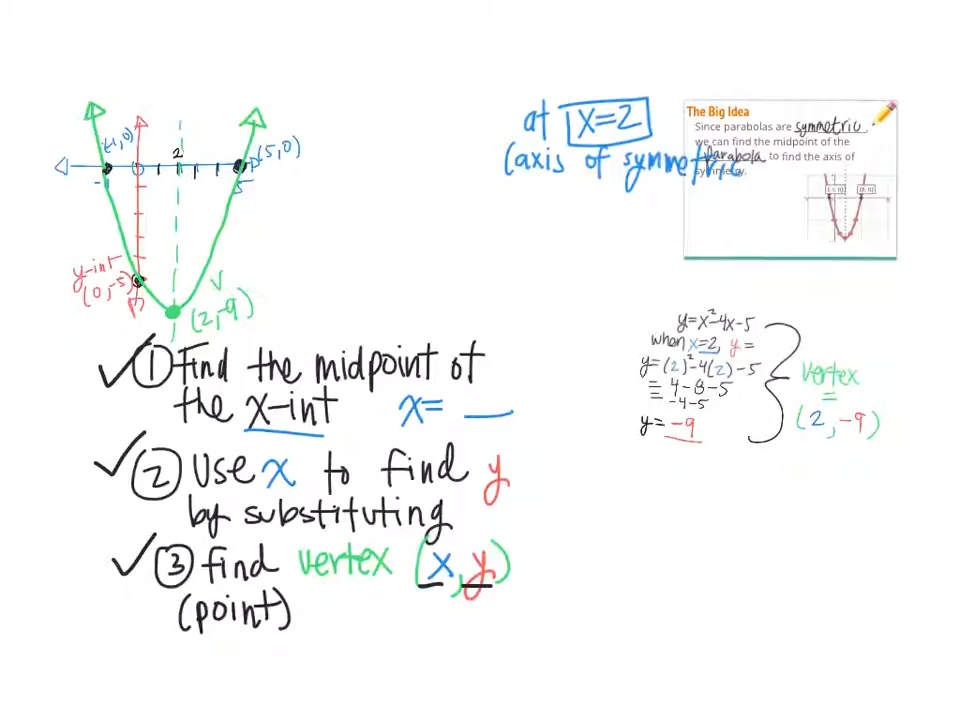 (-1,0)
2
(5,0)
-1
5
y-int
(0,-5)
(2,-9)
at x=2
(axis of symmetric
The Big Idea
Since parabolas are symmetric.
we can find the midpoint of the
parabola to find the axis of
symmetry.
① Find the midpoint of
the x-int x= __
② Use x to find y
by substituting
③ find vertex (x,y)
(point)
y=x²-4x-5
when x=2, y=
y=(2)²-4(2)-5
= 4-8-5
-4-5
y= -9
vertex
=
(2,-9)